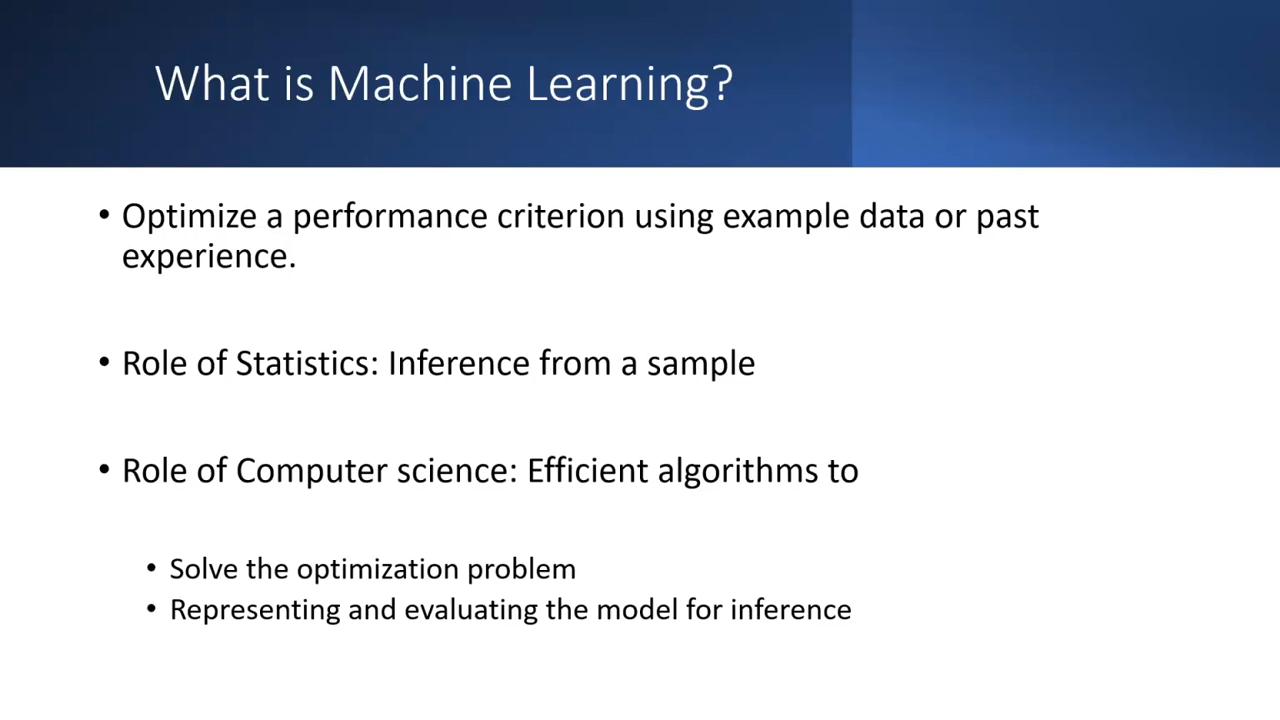 What is Machine Learning?
• Optimize a performance criterion using example data or past
experience.
• Role of Statistics: Inference from a sample
• Role of Computer science: Efficient algorithms to
• Solve the optimization problem
• Representing and evaluating the model for inference